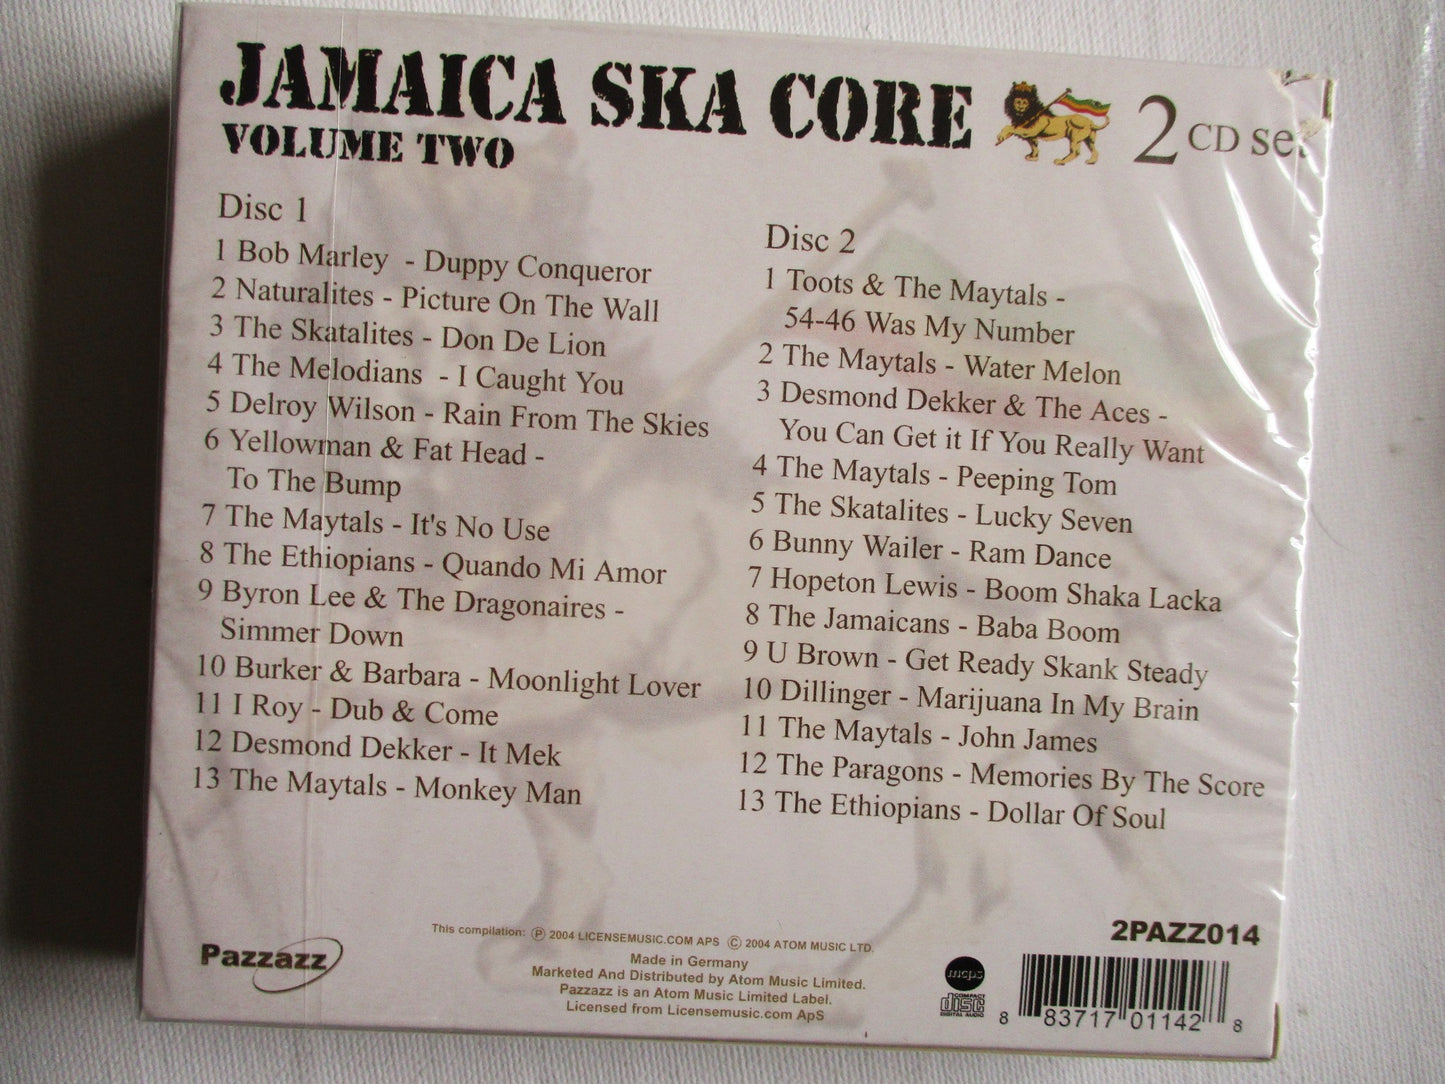 JAMAICA SKA CORE
VOLUME TWO
2 CD set
Disc 1
1 Bob Marley - Duppy Conqueror
2 Naturalites - Picture On The Wall
3 The Skatalites - Don De Lion
4 The Melodians - I Caught You
5 Delroy Wilson - Rain From The Skies
6 Yellowman & Fat Head -
To The Bump
7 The Maytals - It's No Use
8 The Ethiopians - Quando Mi Amor
9 Byron Lee & The Dragonaires -
Simmer Down
10 Burker & Barbara - Moonlight Lover
11 I Roy - Dub & Come
12 Desmond Dekker - It Mek
13 The Maytals - Monkey Man
Disc 2
1 Toots & The Maytals -
54-46 Was My Number
2 The Maytals - Water Melon
3 Desmond Dekker & The Aces -
You Can Get it If You Really Want
4 The Maytals - Peeping Tom
5 The Skatalites - Lucky Seven
6 Bunny Wailer - Ram Dance
7 Hopeton Lewis - Boom Shaka Lacka
8 The Jamaicans - Baba Boom
9 U Brown - Get Ready Skank Steady
10 Dillinger - Marijuana In My Brain
11 The Maytals - John James
12 The Paragons - Memories By The Score
13 The Ethiopians - Dollar Of Soul
Pazzazz
This compilation: ℗ 2004 LICENSEMUSIC.COM APS © 2004 ATOM MUSIC LTD.
Made in Germany
Marketed And Distributed by Atom Music Limited.
Pazzazz is an Atom Music Limited Label.
Licensed from Licensemusic.com ApS
2PAZZ014
mcps
COMPACT
disc
DIGITAL AUDIO
8 83717 01142 8